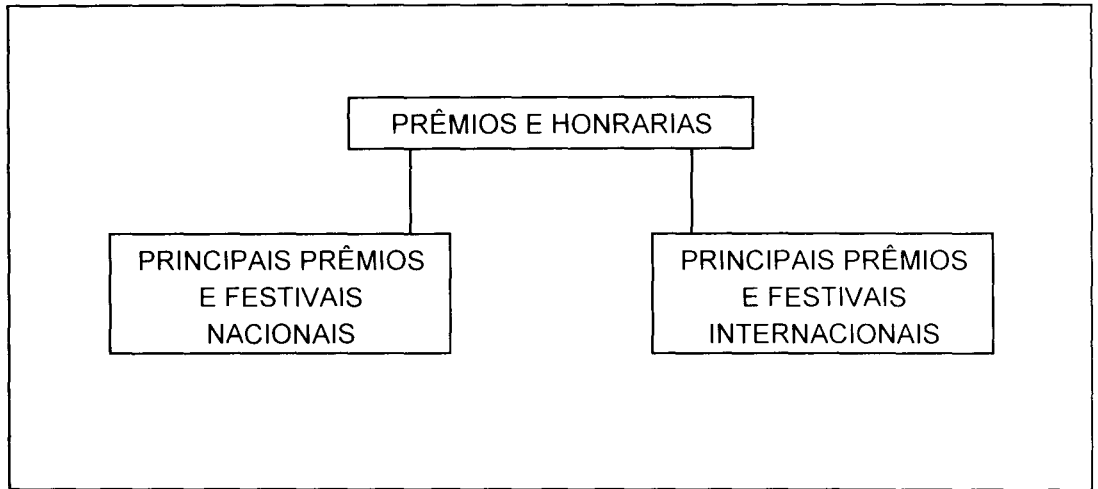 PRÊMIOS E HONRARIAS
PRINCIPAIS PRÊMIOS
E FESTIVAIS
NACIONAIS
PRINCIPAIS PRÊMIOS
E FESTIVAIS
INTERNACIONAIS